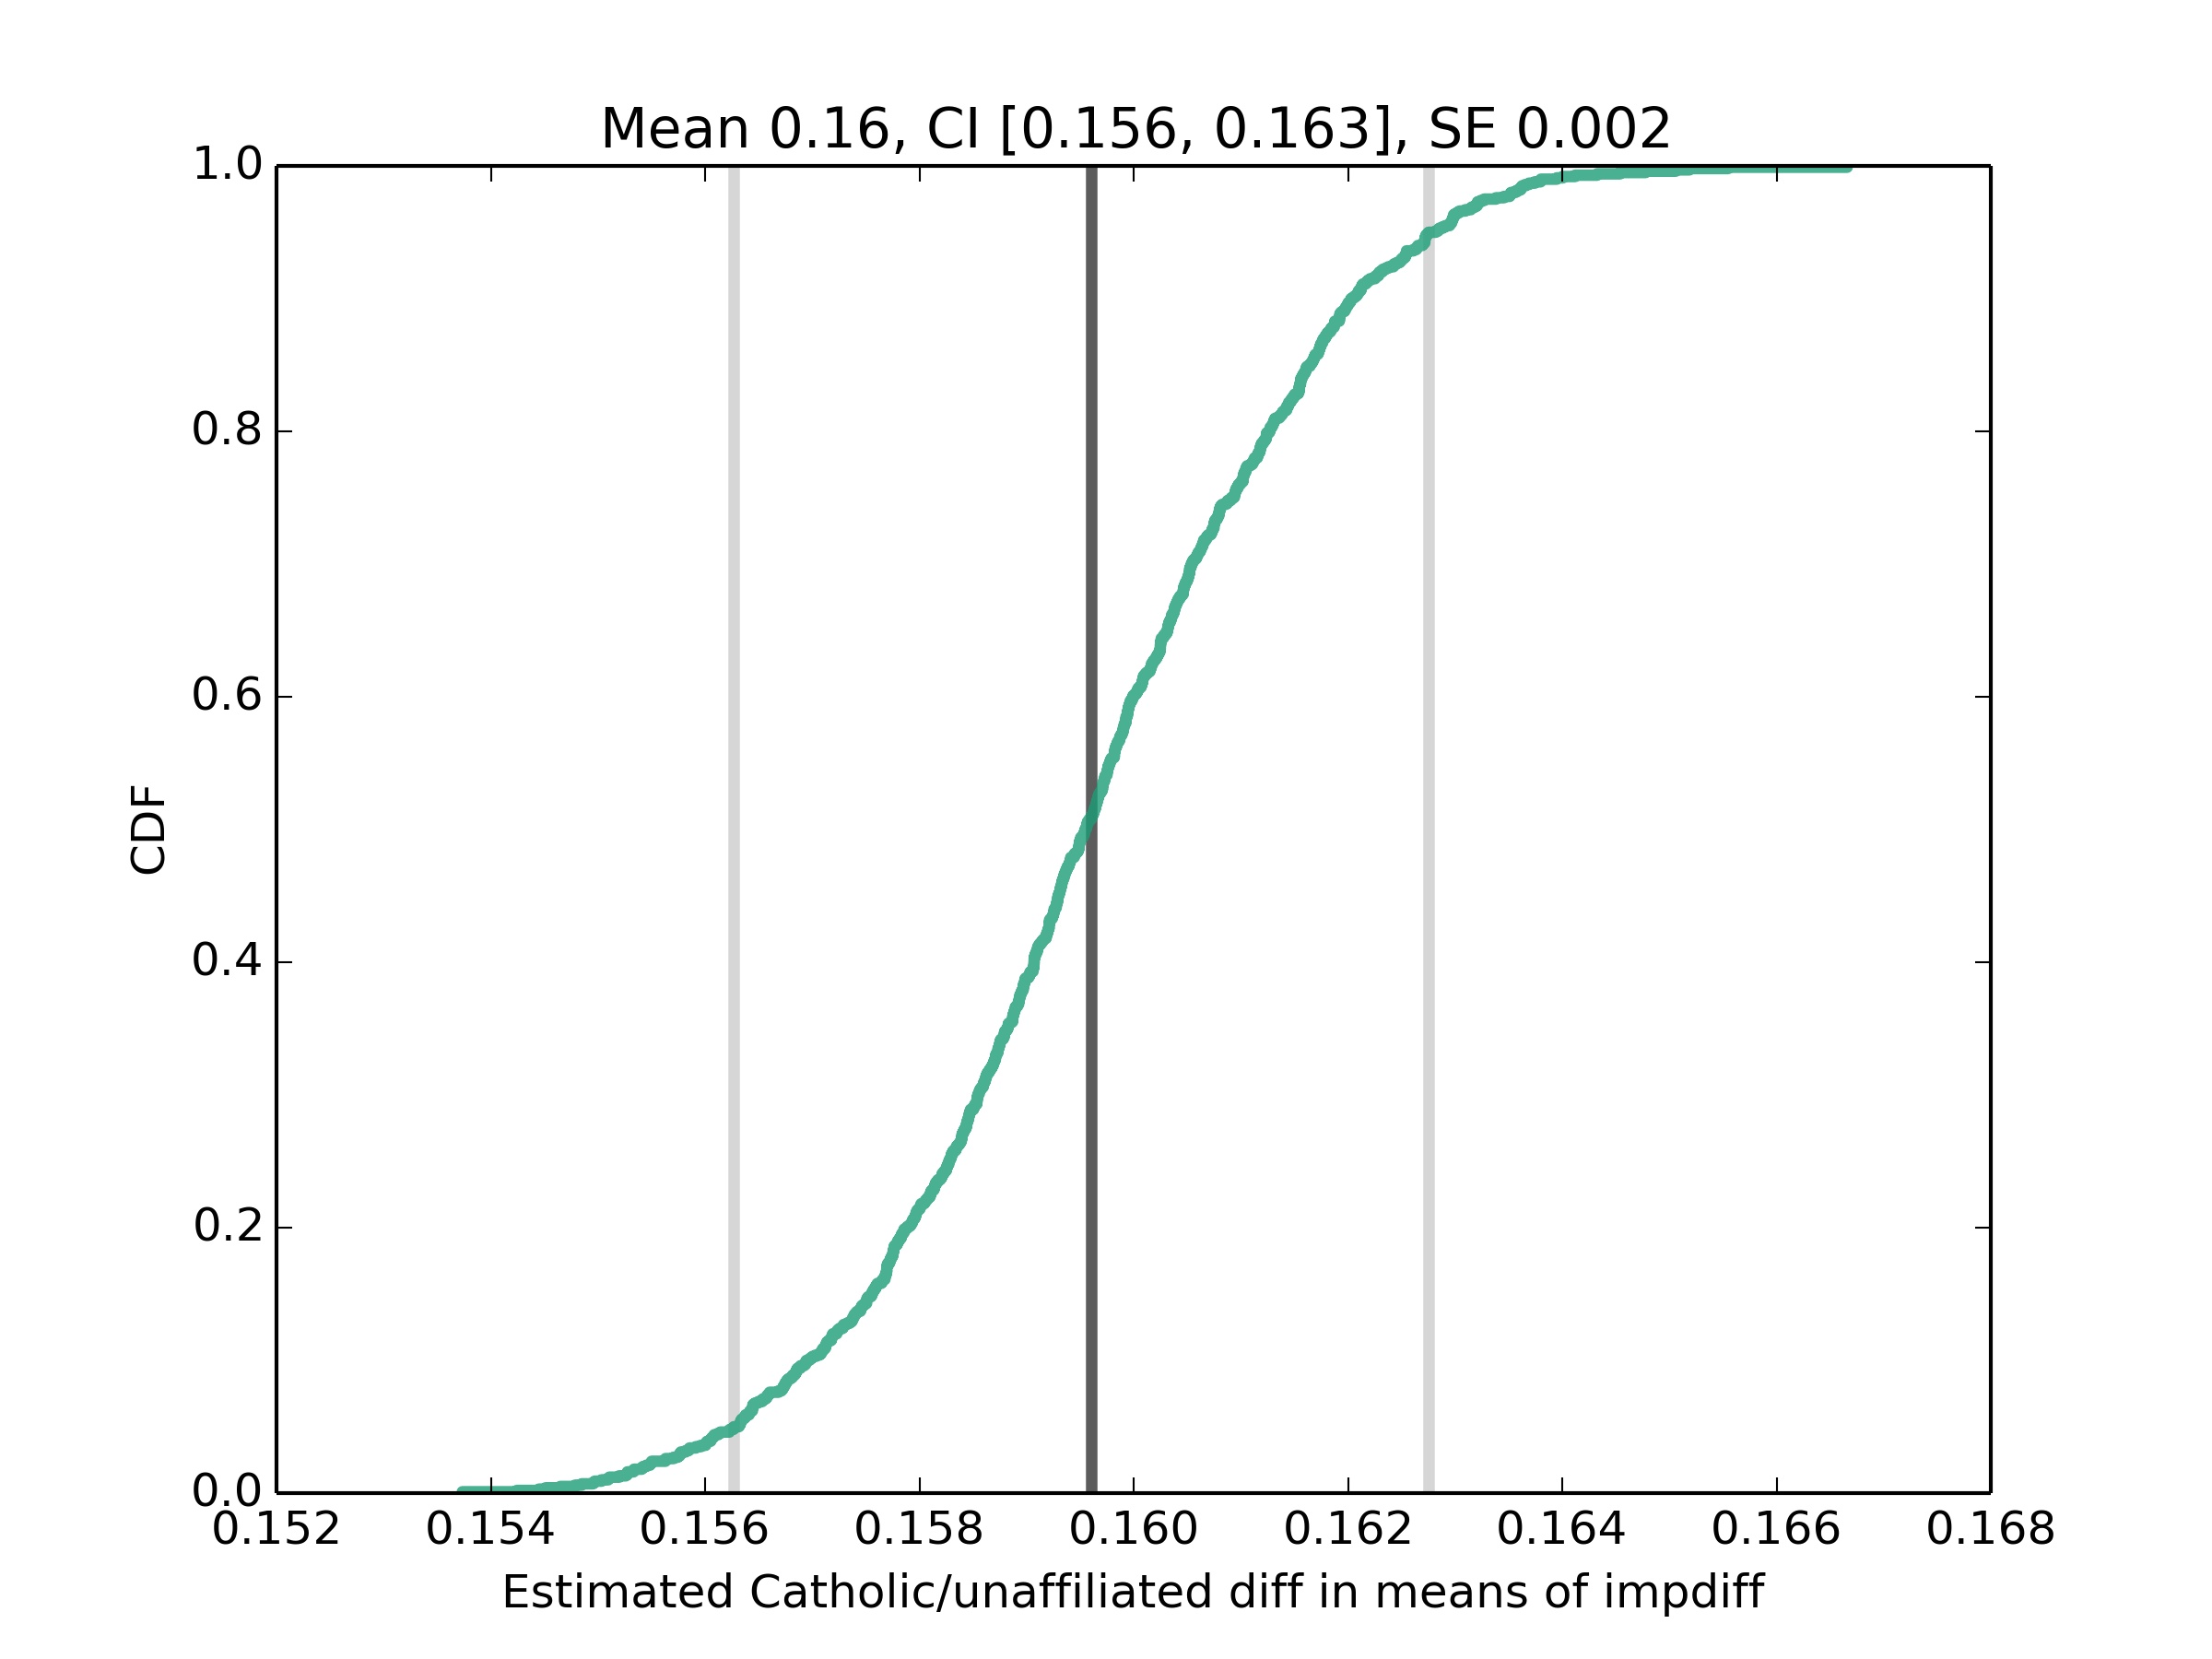 Mean 0.16, CI [0.156, 0.163], SE 0.002
1.0
0.8
0.6
0.4
0.2
0.0
CDF
0.152 0.154 0.156 0.158 0.160 0.162 0.164 0.166 0.168
Estimated Catholic/unaffiliated diff in means of impdiff